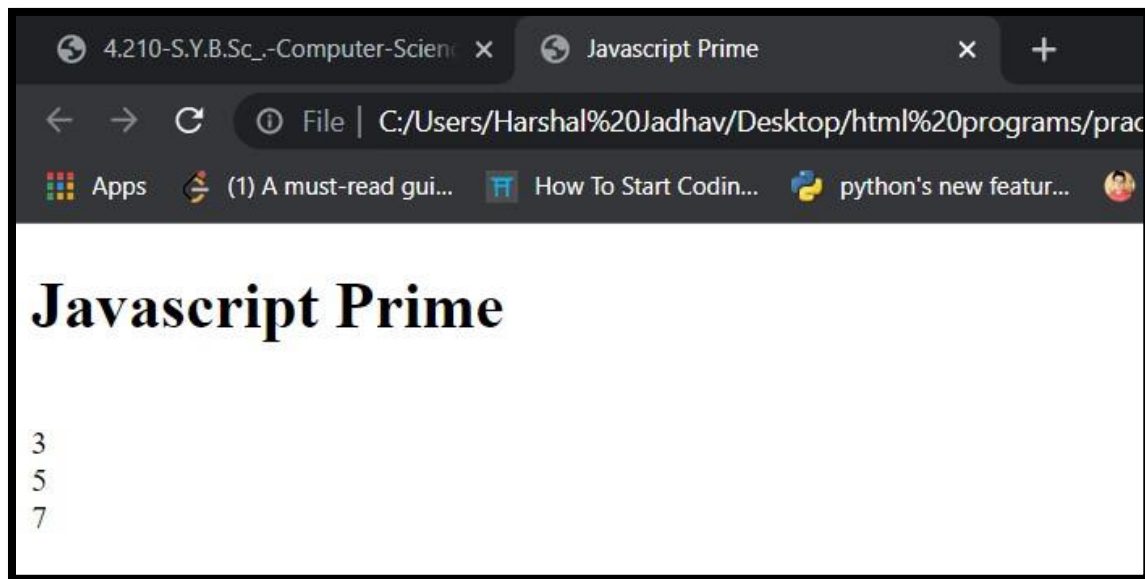 4.210-S.Y.B.Sc_.-Computer-Scien
Javascript Prime
File | C:/Users/Harshal%20Jadhav/Desktop/html%20programs/prac
Apps (1) A must-read gui... How To Start Codin... python's new featur...
Javascript Prime
3
5
7